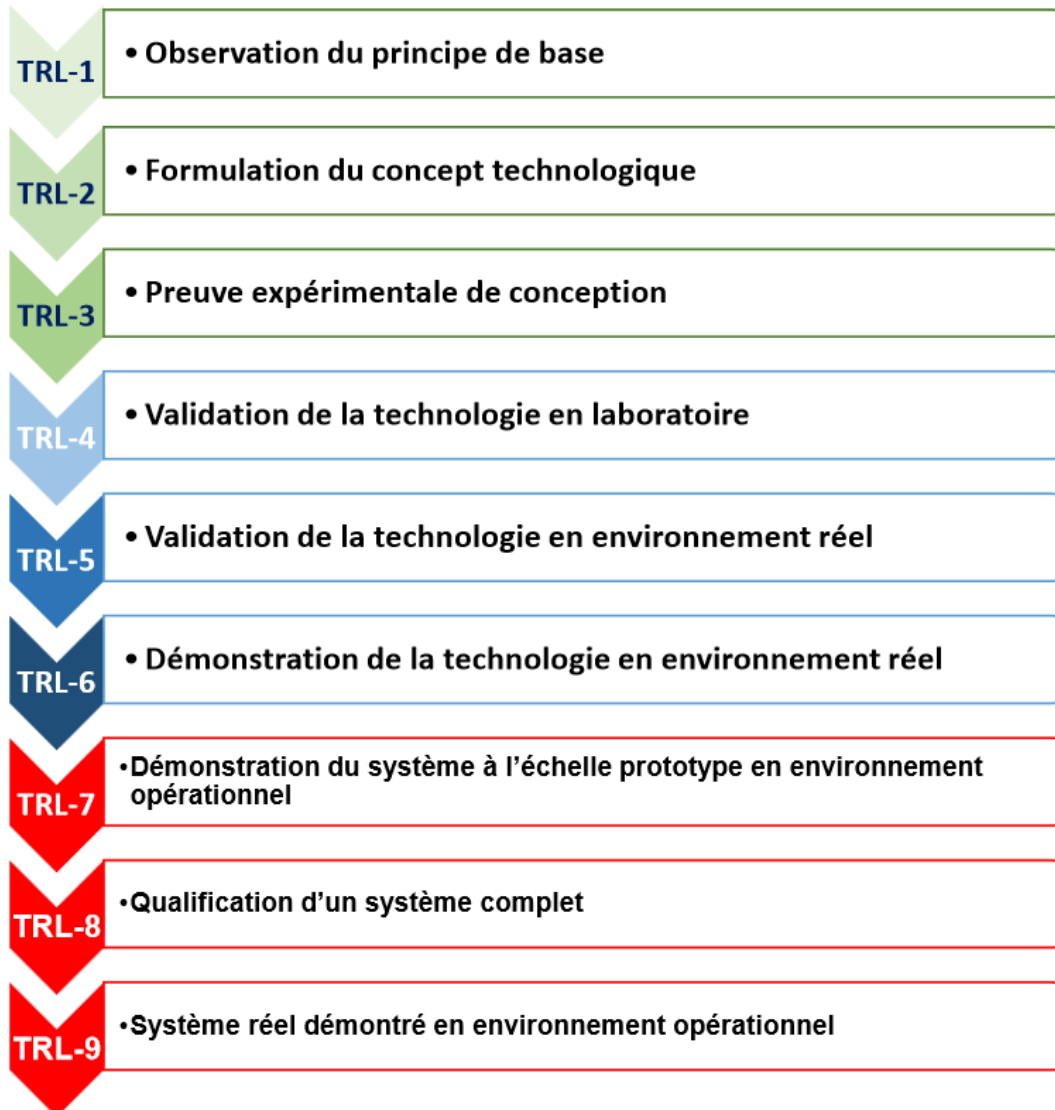 TRL-1
• Observation du principe de base
TRL-2
• Formulation du concept technologique
TRL-3
• Preuve expérimentale de conception
TRL-4
• Validation de la technologie en laboratoire
TRL-5
• Validation de la technologie en environnement réel
TRL-6
• Démonstration de la technologie en environnement réel
TRL-7
•Démonstration du système à l’échelle prototype en environnement
opérationnel
TRL-8
•Qualification d’un système complet
TRL-9
•Système réel démontré en environnement opérationnel